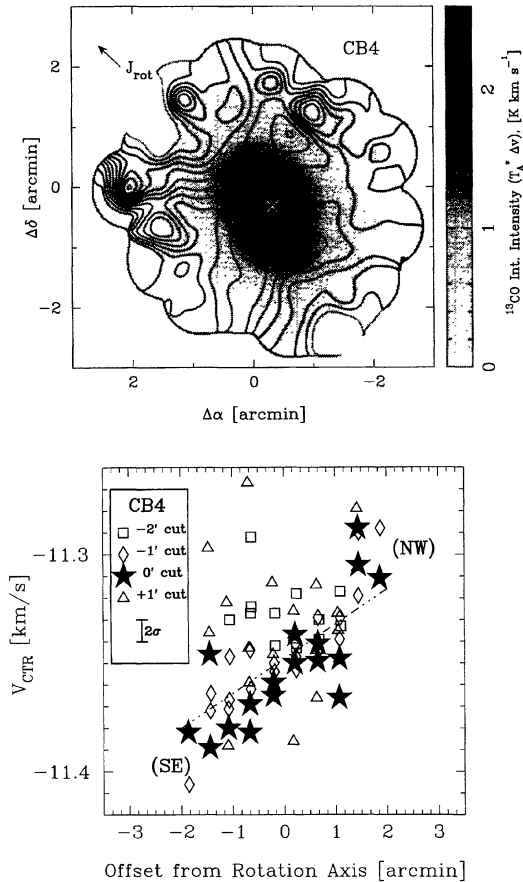 CB4
J_rot
2
0
−2
Δδ [arcmin]
2
0
−2
Δα [arcmin]
0
1
2
¹³CO Int. Intensity (T_A* Δv), [K km s⁻¹]
CB4
−2' cut
−1' cut
0' cut
+1' cut
2σ
(NW)
(SE)
−11.3
−11.4
V_CTR [km/s]
−3 −2 −1 0 1 2 3
Offset from Rotation Axis [arcmin]